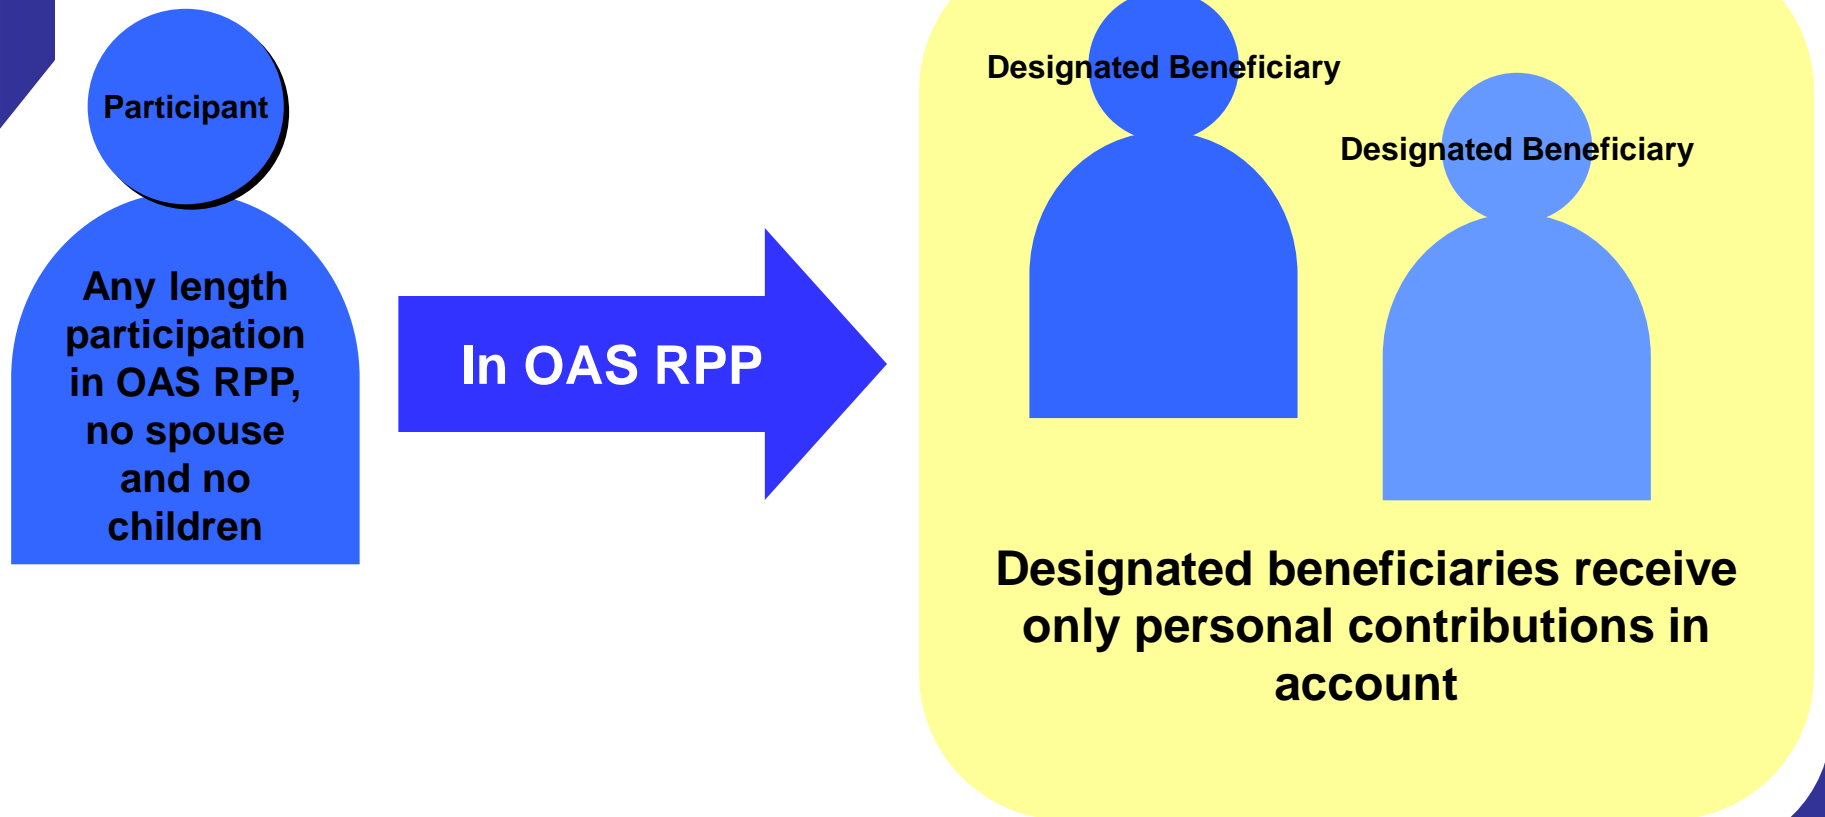 Participant
Any length
participation
in OAS RPP,
no spouse
and no
children
In OAS RPP
Designated Beneficiary
Designated Beneficiary
Designated beneficiaries receive
only personal contributions in
account